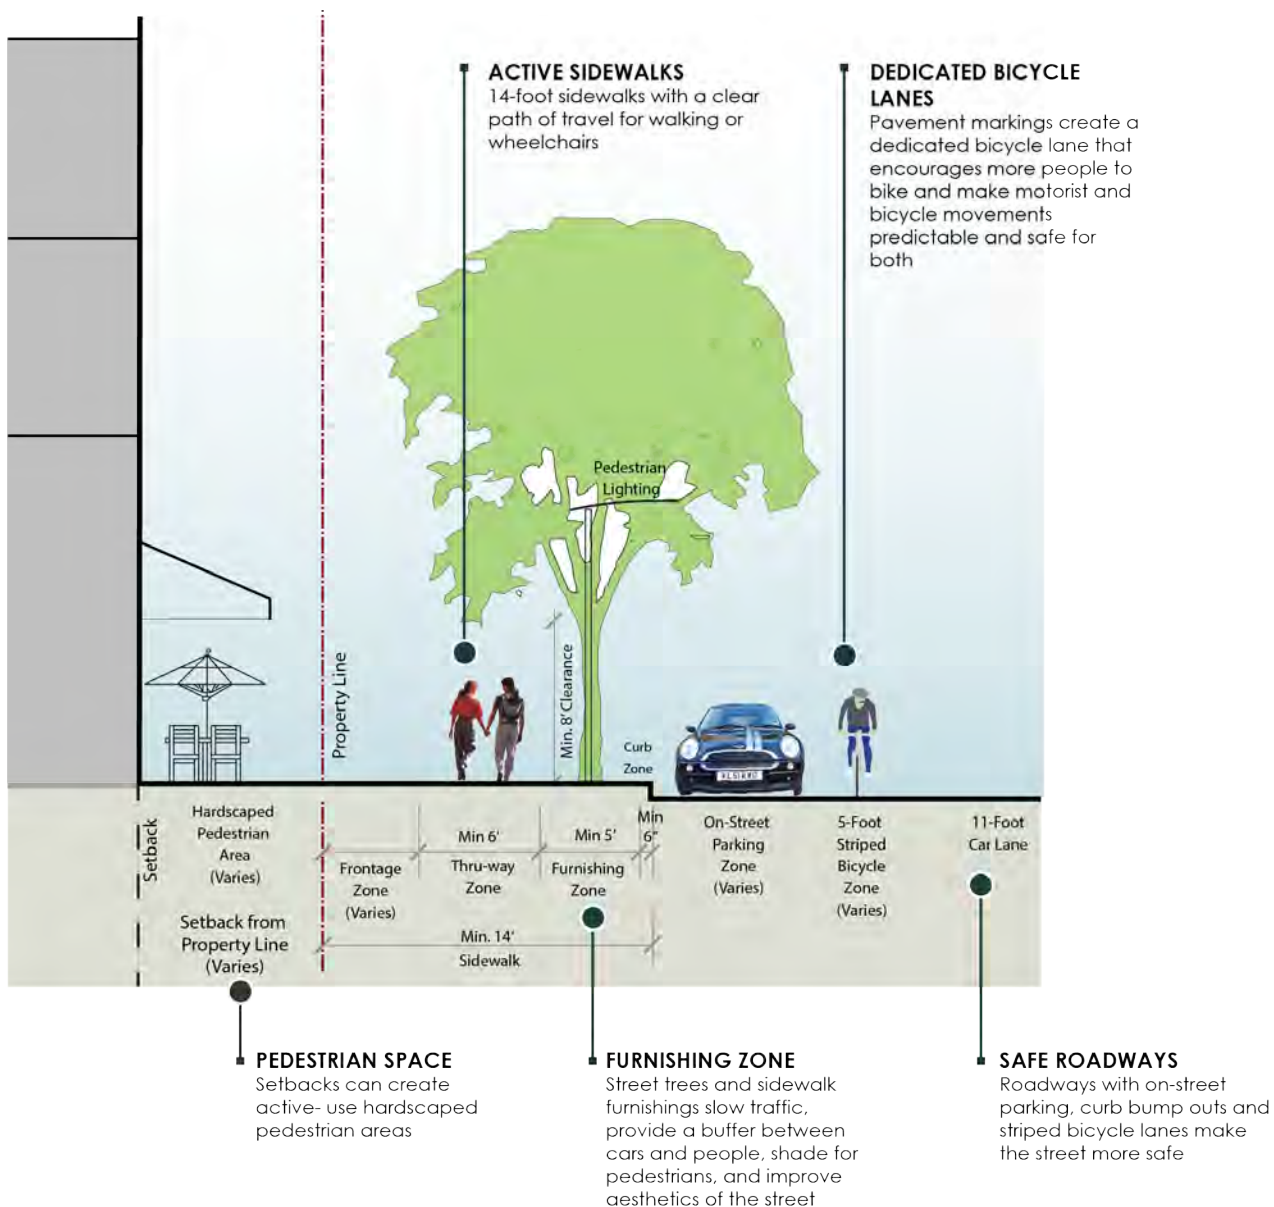 ACTIVE SIDEWALKS
14-foot sidewalks with a clear
path of travel for walking or
wheelchairs
DEDICATED BICYCLE
LANES
Pavement markings create a
dedicated bicycle lane that
encourages more people to
bike and make motorist and
bicycle movements
predictable and safe for
both
Pedestrian
Lighting
Property Line
Min. 8' Clearance
Curb
Zone
Setback
Hardscaped
Pedestrian
Area
(Varies)
Setback from
Property Line
(Varies)
Frontage
Zone
(Varies)
Min 6'
Thru-way
Zone
Min 5'
Furnishing
Zone
Min
6"
Min. 14'
Sidewalk
On-Street
Parking
Zone
(Varies)
5-Foot
Striped
Bicycle
Zone
(Varies)
11-Foot
Car Lane
PEDESTRIAN SPACE
Setbacks can create
active- use hardscaped
pedestrian areas
FURNISHING ZONE
Street trees and sidewalk
furnishings slow traffic,
provide a buffer between
cars and people, shade for
pedestrians, and improve
aesthetics of the street
SAFE ROADWAYS
Roadways with on-street
parking, curb bump outs and
striped bicycle lanes make
the street more safe